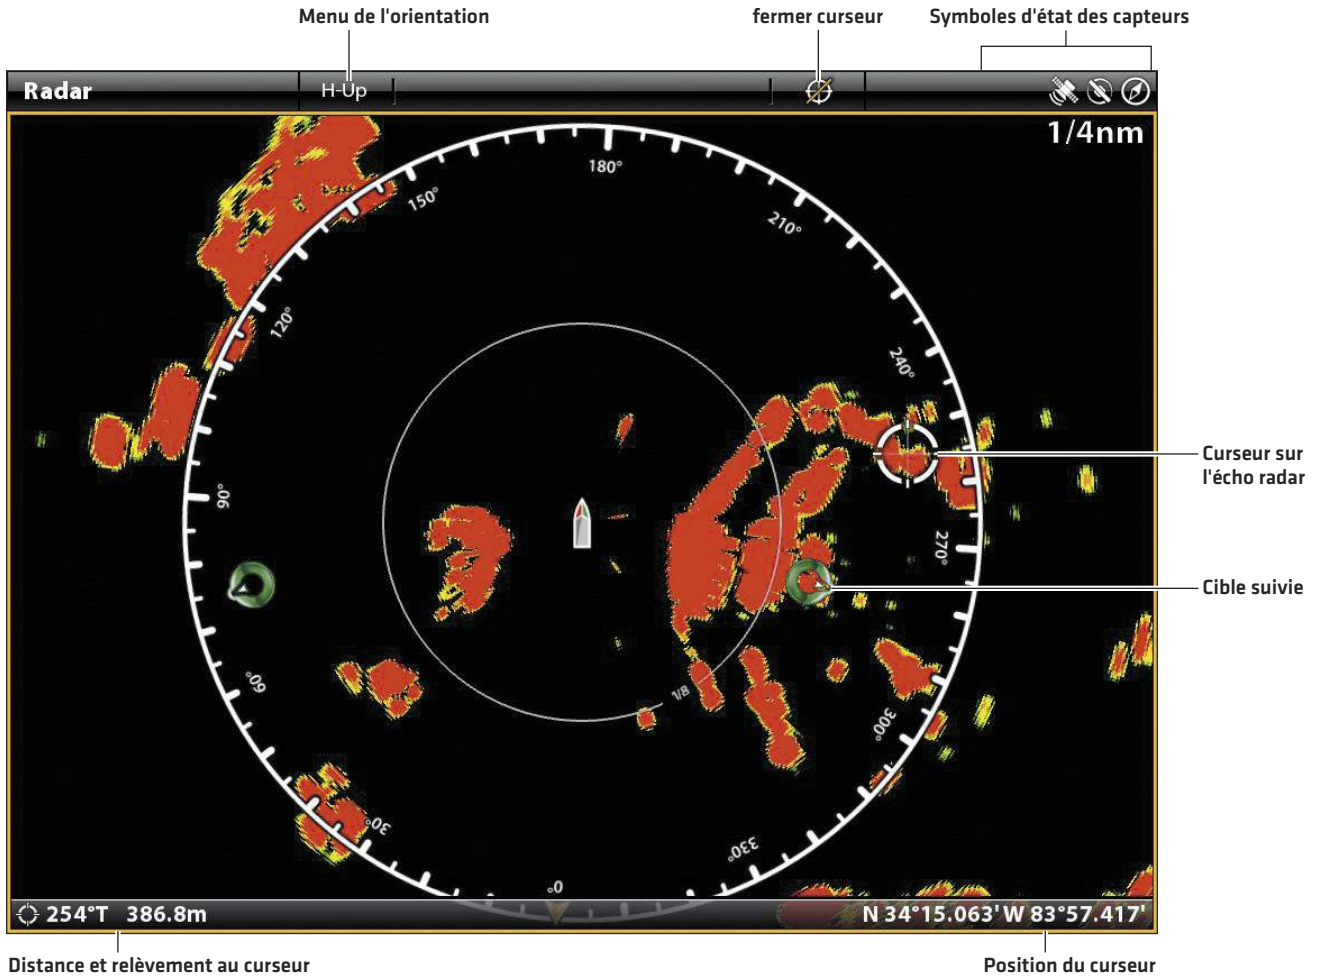 Menu de l'orientation
fermer curseur
Symboles d'état des capteurs
Radar
H-Up
1/4nm
180°
150°
210°
120°
240°
90°
270°
60°
1/8
300°
30°
330°
0°
Curseur sur
l'écho radar
Cible suivie
254°T 386.8m
N 34°15.063' W 83°57.417'
Distance et relèvement au curseur
Position du curseur